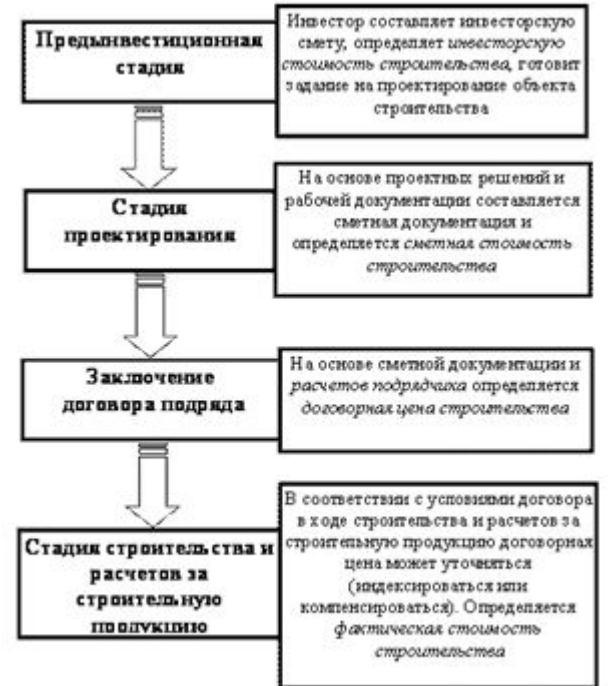 Предынвестиционная
стадия
Инвестор составляет инвесторскую
смету, определяет инвесторскую
стоимость строительства, готовит
задание на проектирование объекта
строительства
Стадия
проектирования
На основе проектных решений и
рабочей документации составляется
сметная документация и
определяется сметная стоимость
строительства
Заключение
договора подряда
На основе сметной документации и
расчетов подрядчика определяется
договорная цена строительства
Стадия строительства и
расчетов за
строительную
продукцию
В соответствии с условиями договора
в ходе строительства и расчетов за
строительную продукцию договорная
цена может уточняться
(индексироваться или
компенсироваться). Определяется
фактическая стоимость
строительства